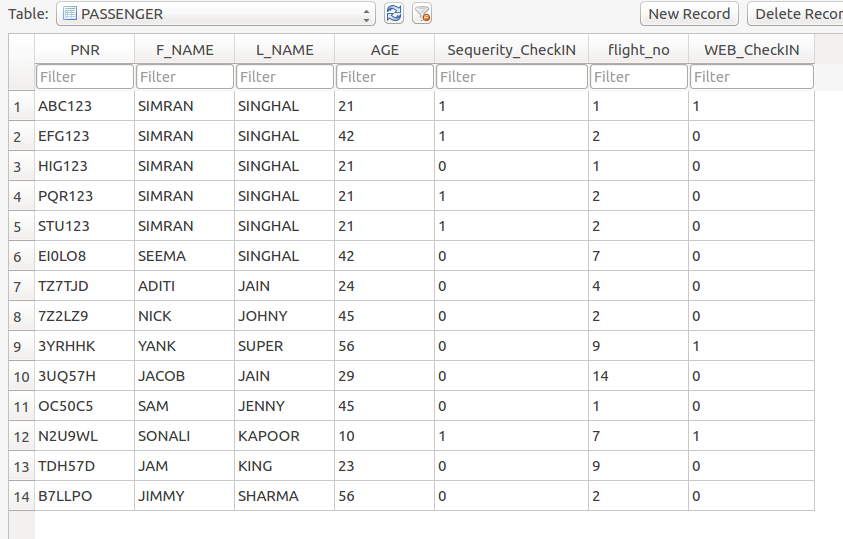 Table: PASSENGER New Record Delete Recor
PNR F_NAME L_NAME AGE Sequerity_CheckIN flight_no WEB_CheckIN
Filter Filter Filter Filter Filter Filter Filter
1 ABC123 SIMRAN SINGHAL 21 1 1 1
2 EFG123 SIMRAN SINGHAL 42 1 2 0
3 HIG123 SIMRAN SINGHAL 21 0 1 0
4 PQR123 SIMRAN SINGHAL 21 1 2 0
5 STU123 SIMRAN SINGHAL 21 1 2 0
6 EI0LO8 SEEMA SINGHAL 42 0 7 0
7 TZ7TJD ADITI JAIN 24 0 4 0
8 7Z2LZ9 NICK JOHNY 45 0 2 0
9 3YRHHK YANK SUPER 56 0 9 1
10 3UQ57H JACOB JAIN 29 0 14 0
11 OC50C5 SAM JENNY 45 0 1 0
12 N2U9WL SONALI KAPOOR 10 1 7 1
13 TDH57D JAM KING 23 0 9 0
14 B7LLPO JIMMY SHARMA 56 0 2 0